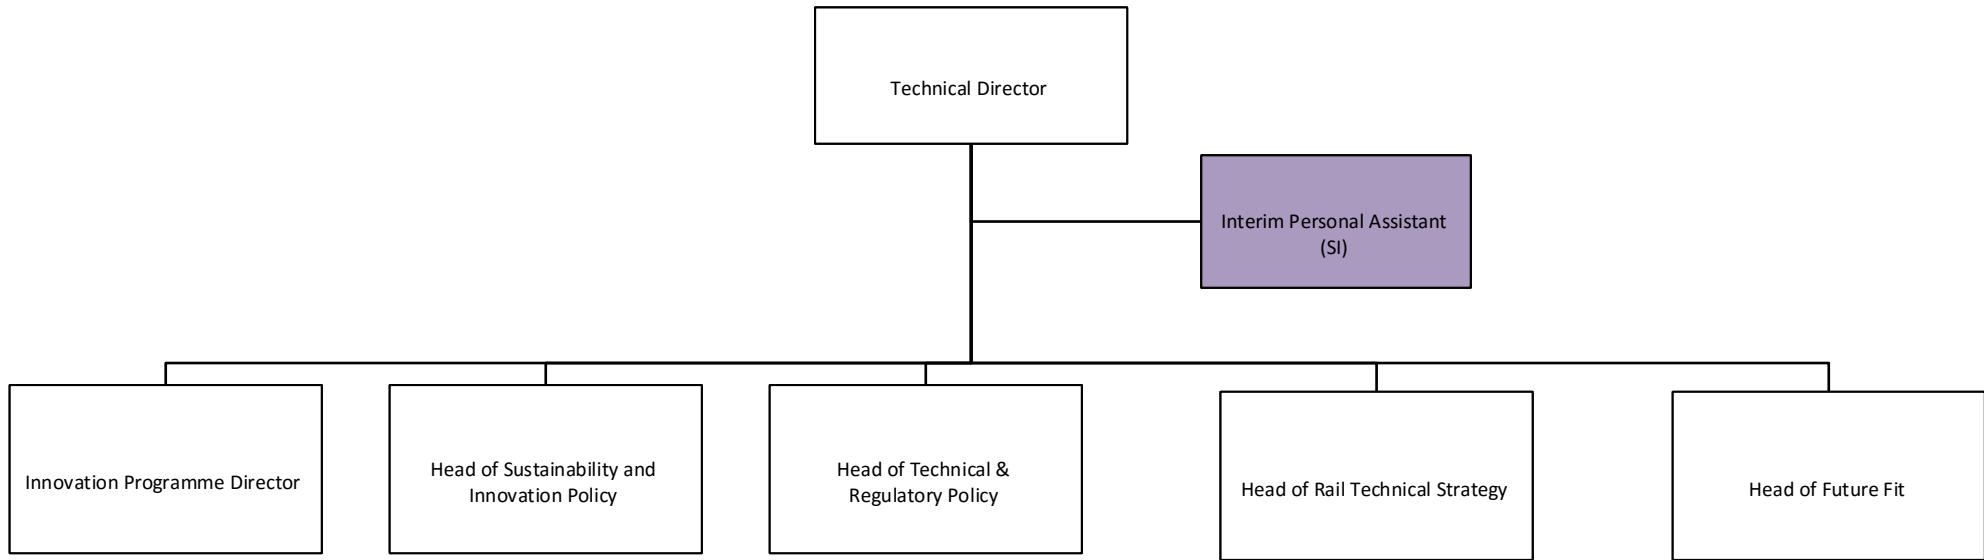 Technical Director
Interim Personal Assistant
(SI)
Innovation Programme Director
Head of Sustainability and
Innovation Policy
Head of Technical &
Regulatory Policy
Head of Rail Technical Strategy
Head of Future Fit